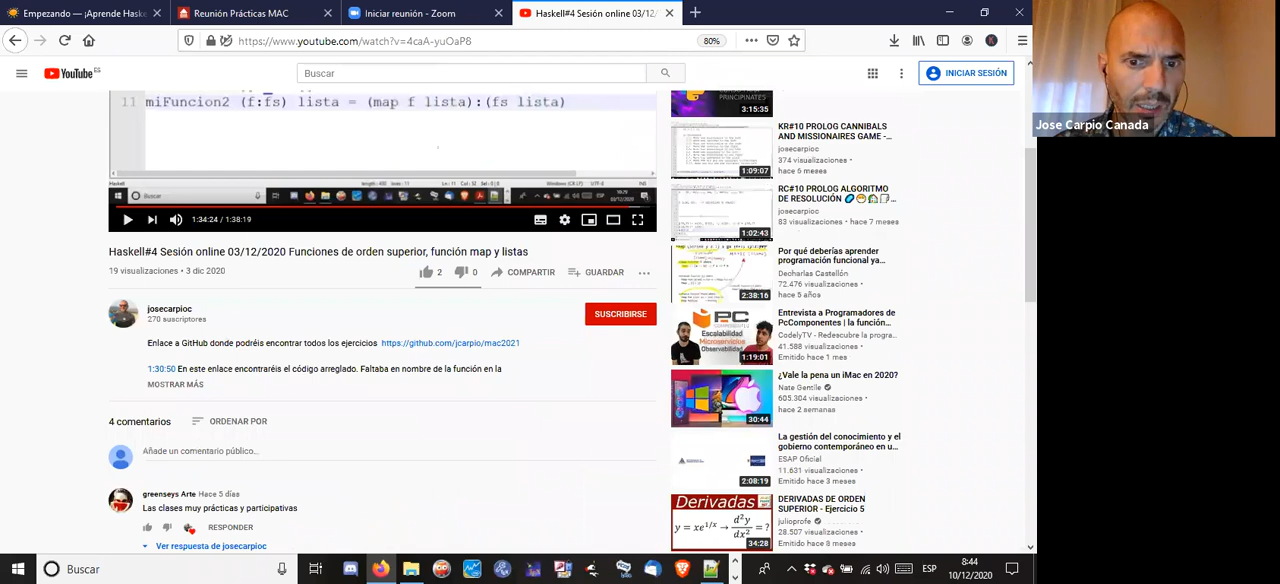 Empezando — ¡Aprende Haske
Reunión Prácticas MAC
Iniciar reunión - Zoom
Haskell#4 Sesión online 03/12/
https://www.youtube.com/watch?v=4caA-yuOaP8
80%
YouTube ES
Buscar
INICIAR SESIÓN
Jose Carpio Canada
11 miFuncion2 (f:fs) lista = (map f lista):(fs lista)
Buscar
1:34:24 / 1:38:19
Haskell#4 Sesión online 03/12/2020 Funciones de orden superior, función map y listas
19 visualizaciones • 3 dic 2020
2
0
COMPARTIR
GUARDAR
josecarpioc
270 suscriptores
SUSCRIBIRSE
Enlace a GitHub donde podréis encontrar todos los ejercicios https://github.com/jcarpio/mac2021
1:30:50 En este enlace encontraréis el código arreglado. Faltaba en nombre de la función en la
MOSTRAR MÁS
4 comentarios
ORDENAR POR
Añade un comentario público...
greenseys Arte Hace 5 días
Las clases muy prácticas y participativas
RESPONDER
Ver respuesta de josecarpioc
3:15:35
KR#10 PROLOG CANNIBALS
AND MISSIONAIRES GAME -...
josecarpioc
374 visualizaciones •
hace 6 meses
1:09:07
RC#10 PROLOG ALGORITMO
DE RESOLUCIÓN
josecarpioc
83 visualizaciones • hace 7 meses
1:02:43
Por qué deberías aprender
programación funcional ya...
Deoharlas Castellón
72.476 visualizaciones •
hace 5 años
2:38:16
Entrevista a Programadores de
PcComponentes | la función...
CodelyTV - Redescubre la progra...
41.588 visualizaciones •
Emitido hace 1 mes
PC
Escalabilidad
Microservicios
Observabilidad
1:19:01
¿Vale la pena un iMac en 2020?
Nate Gentile
605.304 visualizaciones •
hace 2 semanas
30:44
La gestión del conocimiento y el
gobierno contemporáneo en u...
ESAP Oficial
11.631 visualizaciones •
Emitido hace 3 meses
2:08:19
DERIVADAS DE ORDEN
SUPERIOR - Ejercicio 5
julioprofe
28.507 visualizaciones •
Emitido hace 8 meses
Derivadas
y = xe^1/x → d²y/dx² = ?
34:28
Buscar
ESP
8:44
10/12/2020